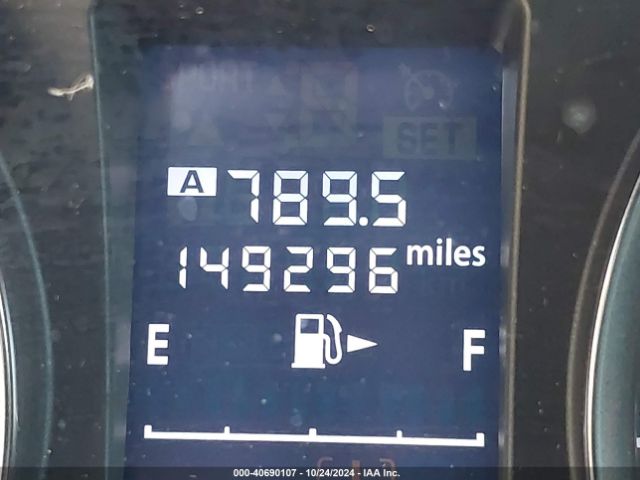 SET
A 789.5
149296 miles
E F
000-40690107 - 10/24/2024 - IAA Inc.